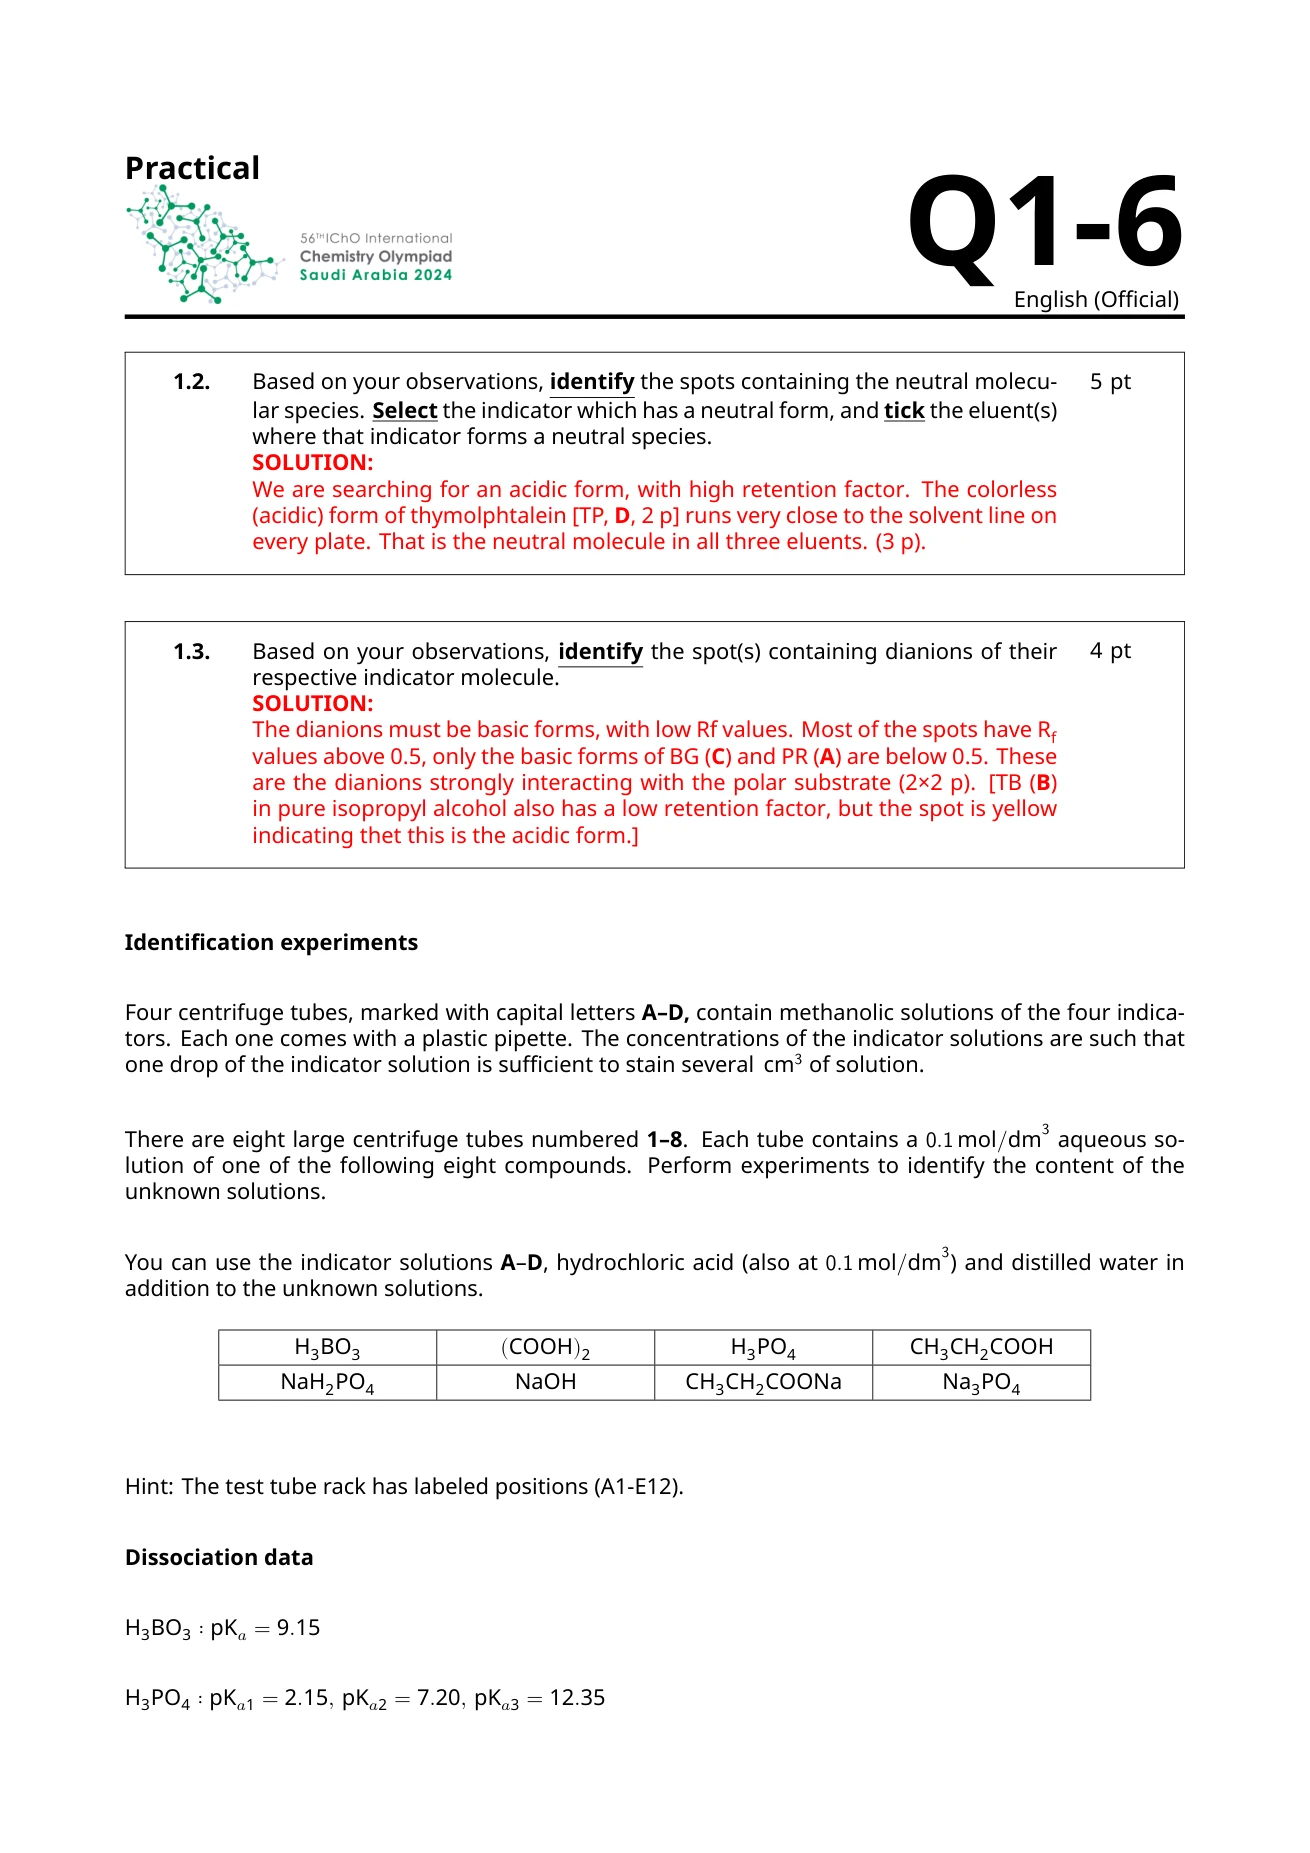 Practical
Q1-6
56ᵀᴴIChO International
Chemistry Olympiad
Saudi Arabia 2024
English (Official)
1.2. Based on your observations, identify the spots containing the neutral molecu- 5 pt
lar species. Select the indicator which has a neutral form, and tick the eluent(s)
where that indicator forms a neutral species.
SOLUTION:
We are searching for an acidic form, with high retention factor. The colorless
(acidic) form of thymolphtalein [TP, D, 2 p] runs very close to the solvent line on
every plate. That is the neutral molecule in all three eluents. (3 p).
1.3. Based on your observations, identify the spot(s) containing dianions of their 4 pt
respective indicator molecule.
SOLUTION:
The dianions must be basic forms, with low Rf values. Most of the spots have R_f
values above 0.5, only the basic forms of BG (C) and PR (A) are below 0.5. These
are the dianions strongly interacting with the polar substrate (2×2 p). [TB (B)
in pure isopropyl alcohol also has a low retention factor, but the spot is yellow
indicating thet this is the acidic form.]
Identification experiments
Four centrifuge tubes, marked with capital letters A–D, contain methanolic solutions of the four indica-
tors. Each one comes with a plastic pipette. The concentrations of the indicator solutions are such that
one drop of the indicator solution is sufficient to stain several cm³ of solution.
There are eight large centrifuge tubes numbered 1–8. Each tube contains a 0.1 mol/dm³ aqueous so-
lution of one of the following eight compounds. Perform experiments to identify the content of the
unknown solutions.
You can use the indicator solutions A–D, hydrochloric acid (also at 0.1 mol/dm³) and distilled water in
addition to the unknown solutions.
H₃BO₃ (COOH)₂ H₃PO₄ CH₃CH₂COOH
NaH₂PO₄ NaOH CH₃CH₂COONa Na₃PO₄
Hint: The test tube rack has labeled positions (A1-E12).
Dissociation data
H₃BO₃ : pKₐ = 9.15
H₃PO₄ : pKₐ₁ = 2.15, pKₐ₂ = 7.20, pKₐ₃ = 12.35